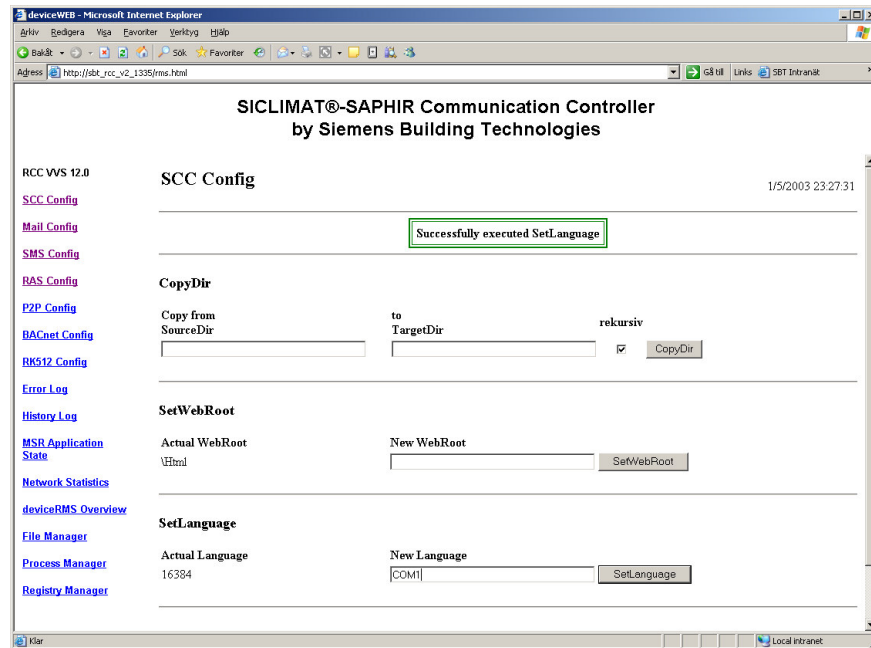 deviceWEB - Microsoft Internet Explorer
Arkiv Redigera Visa Favoriter Verktyg Hjälp
Bakåt Sök Favoriter
Adress http://sbt_rcc_v2_1335/rms.html Gå till Links SBT Intranät
SICLIMAT®-SAPHIR Communication Controller
by Siemens Building Technologies
RCC VVS 12.0
SCC Config
Mail Config
SMS Config
RAS Config
P2P Config
BACnet Config
RK512 Config
Error Log
History Log
MSR Application
State
Network Statistics
deviceRMS Overview
File Manager
Process Manager
Registry Manager
SCC Config
1/5/2003 23:27:31
Successfully executed SetLanguage
CopyDir
Copy from
SourceDir
to
TargetDir
rekursiv
CopyDir
SetWebRoot
Actual WebRoot New WebRoot
\Html SetWebRoot
SetLanguage
Actual Language New Language
16384 COM1 SetLanguage
Klar Local intranet